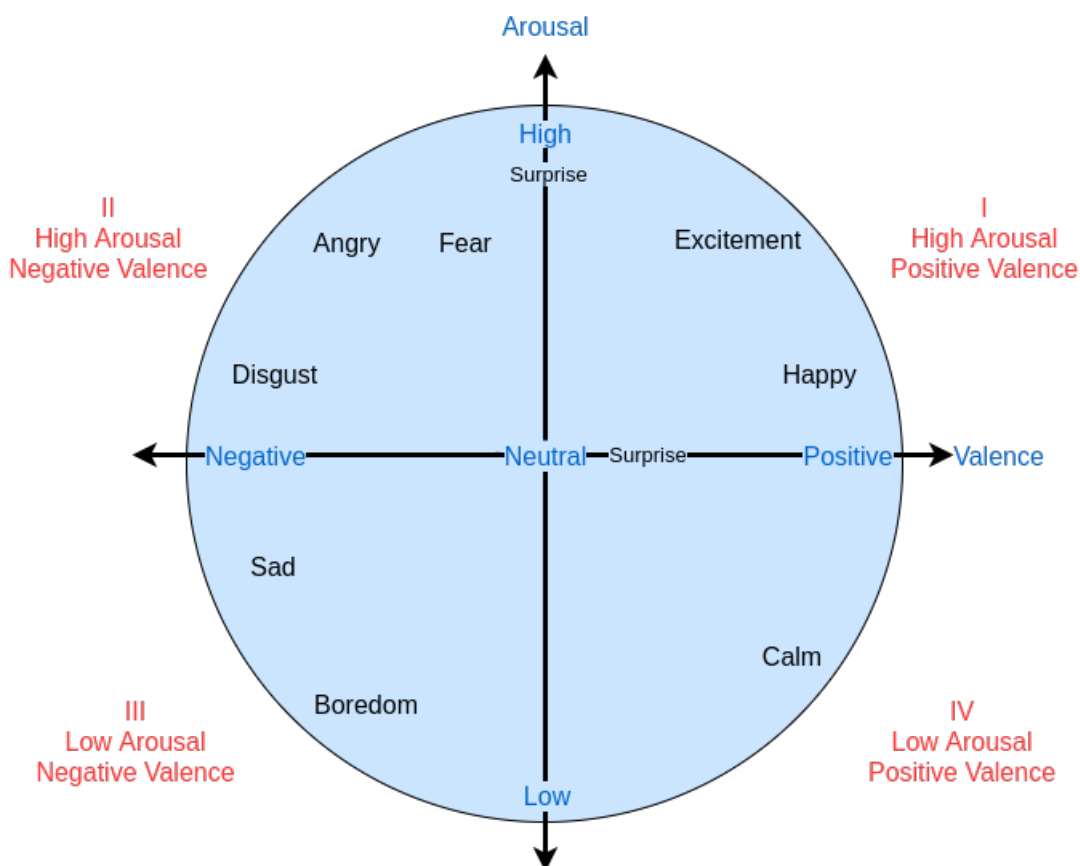 Arousal
High
Surprise
II
High Arousal
Negative Valence
Angry
Fear
Excitement
I
High Arousal
Positive Valence
Disgust
Happy
Negative
Neutral
Surprise
Positive
Valence
Sad
Calm
Boredom
III
Low Arousal
Negative Valence
IV
Low Arousal
Positive Valence
Low